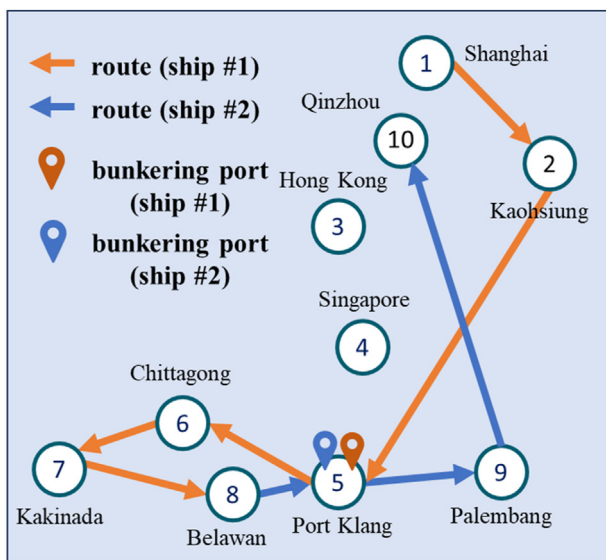 route (ship #1)
route (ship #2)
bunkering port
(ship #1)
bunkering port
(ship #2)
1
Shanghai
Qinzhou
10
2
Kaohsiung
Hong Kong
3
Singapore
4
Chittagong
6
7
Kakinada
8
Belawan
5
Port Klang
9
Palembang